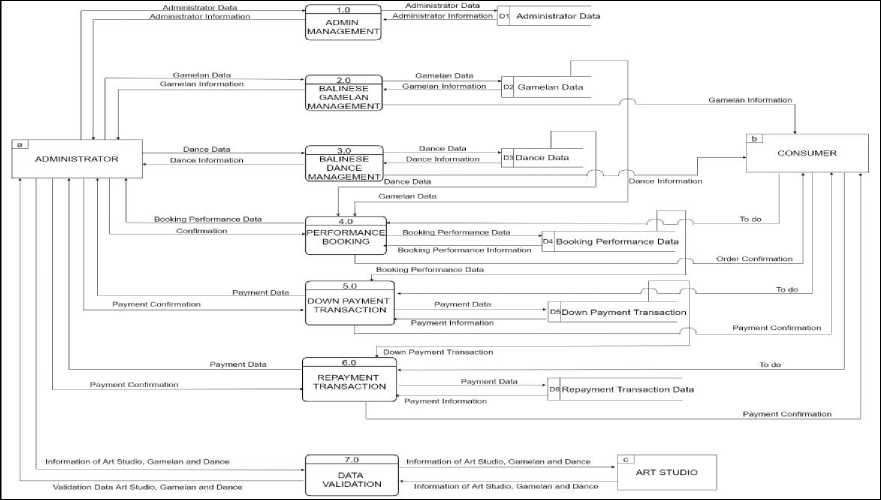 Administrator Data
Administrator Information
1.0
ADMIN
MANAGEMENT
Administrator Data
Administrator Information
D1 Administrator Data
Gamelan Data
Gamelan Information
2.0
BALINESE
GAMELAN
MANAGEMENT
Gamelan Data
Gamelan Information
D2 Gamelan Data
Gamelan Information
a
ADMINISTRATOR
Dance Data
Dance Information
3.0
BALINESE
DANCE
MANAGEMENT
Dance Data
Dance Information
D3 Dance Data
b
CONSUMER
Dance Data
Dance Information
Gamelan Data
Booking Performance Data
Confirmation
4.0
PERFORMANCE
BOOKING
Booking Performance Data
Booking Performance Information
D4 Booking Performance Data
To do
Order Confirmation
Booking Performance Data
Payment Data
Payment Confirmation
5.0
DOWN PAYMENT
TRANSACTION
Payment Data
Payment Information
D5 Down Payment Transaction
To do
Payment Confirmation
Down Payment Transaction
Payment Data
Payment Confirmation
6.0
REPAYMENT
TRANSACTION
Payment Data
Payment Information
D6 Repayment Transaction Data
To do
Payment Confirmation
Information of Art Studio, Gamelan and Dance
Validation Data Art Studio, Gamelan and Dance
7.0
DATA
VALIDATION
Information of Art Studio, Gamelan and Dance
Information of Art Studio, Gamelan and Dance
c
ART STUDIO